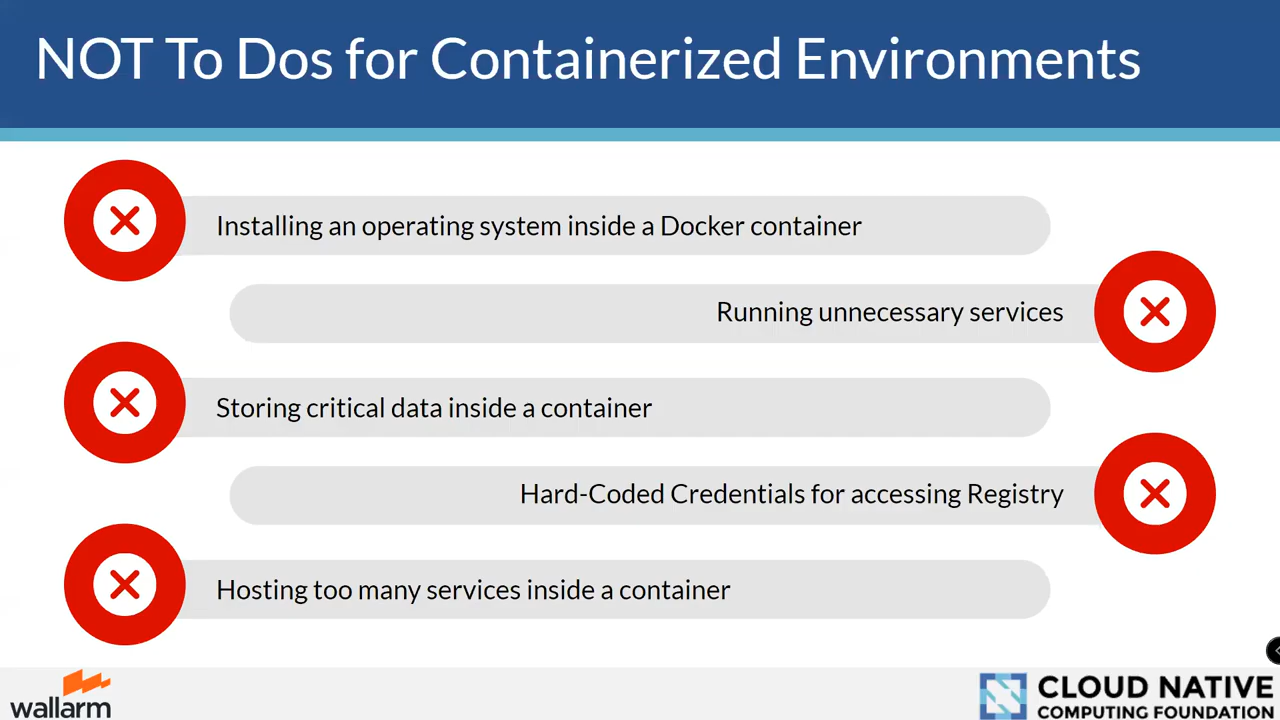 NOT To Dos for Containerized Environments
Installing an operating system inside a Docker container
Running unnecessary services
Storing critical data inside a container
Hard-Coded Credentials for accessing Registry
Hosting too many services inside a container
wallarm
CLOUD NATIVE
COMPUTING FOUNDATION